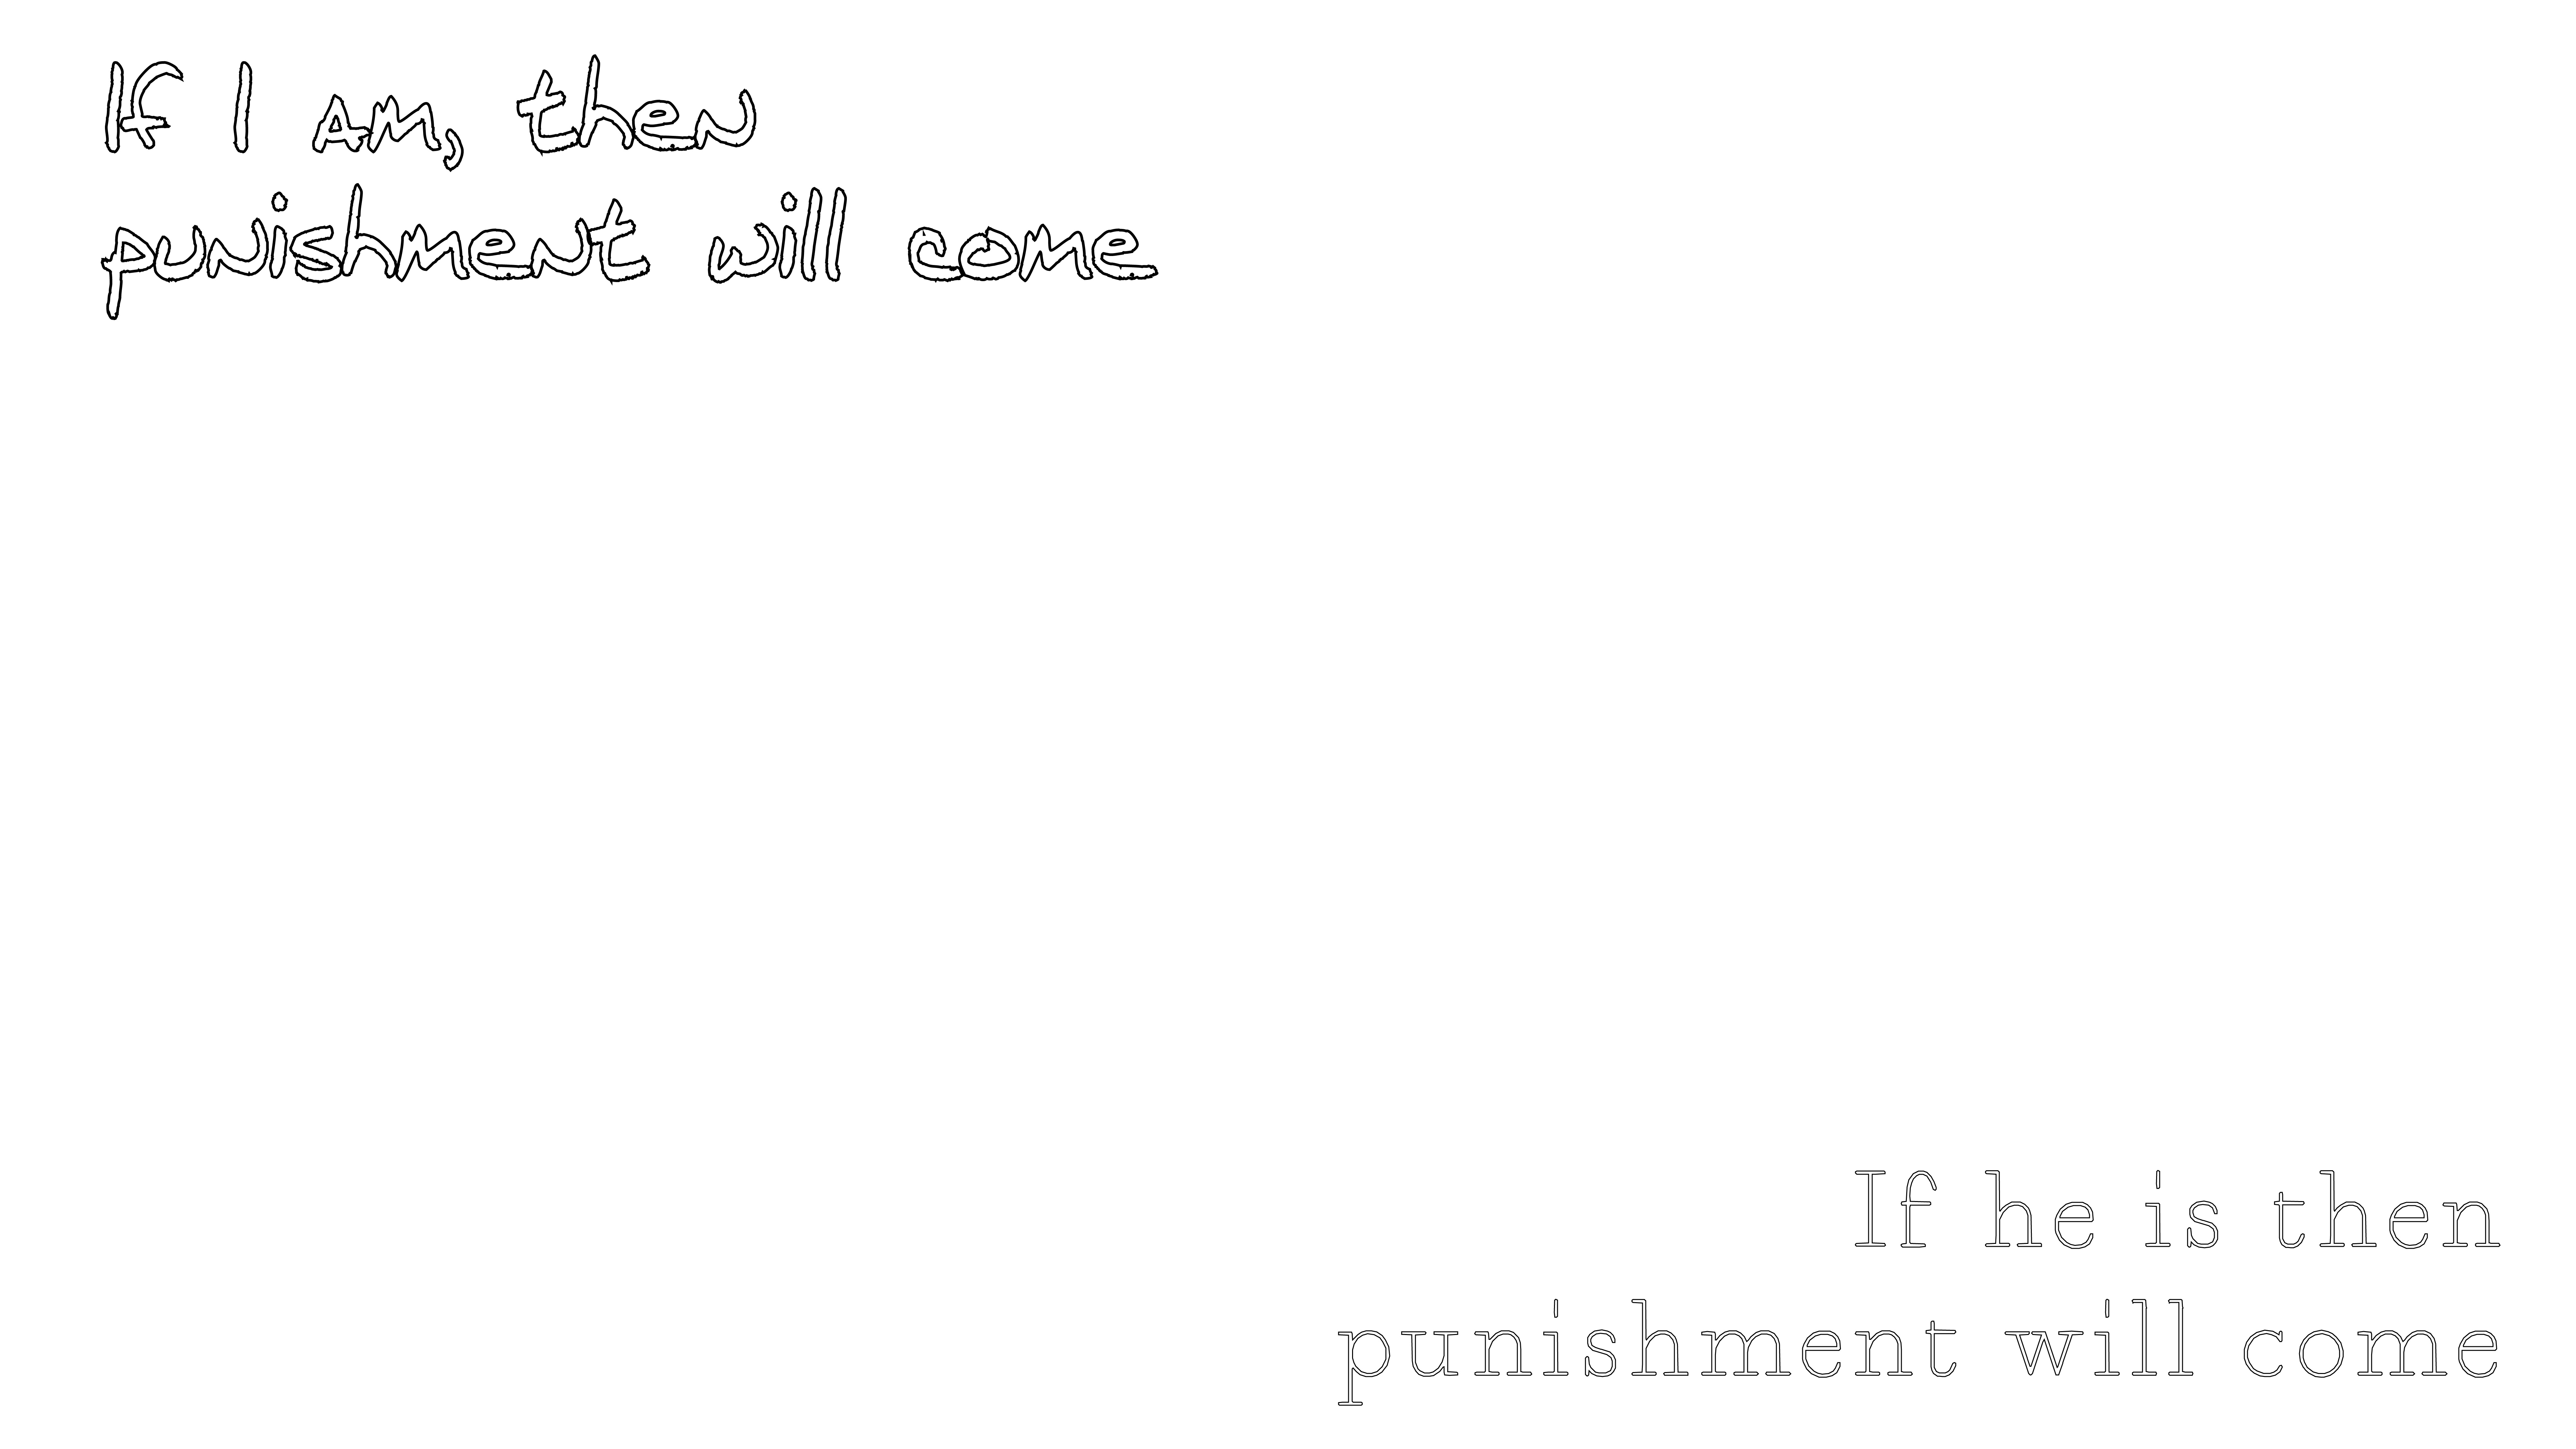 If I am, then
punishment will come
If he is then
punishment will come